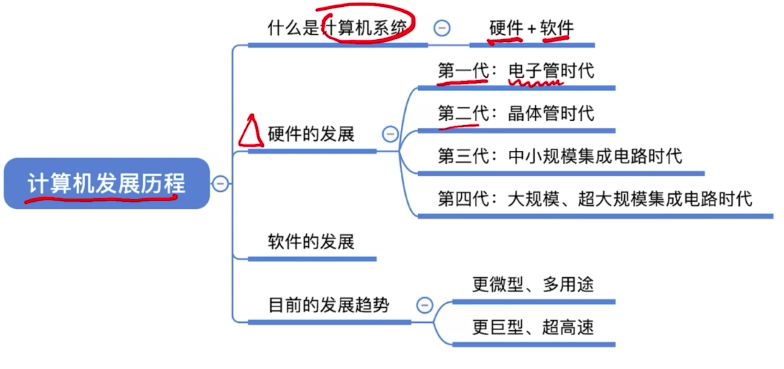 什么是计算机系统
硬件+软件
第一代：电子管时代
第二代：晶体管时代
硬件的发展
第三代：中小规模集成电路时代
计算机发展历程
第四代：大规模、超大规模集成电路时代
软件的发展
更微型、多用途
目前的发展趋势
更巨型、超高速